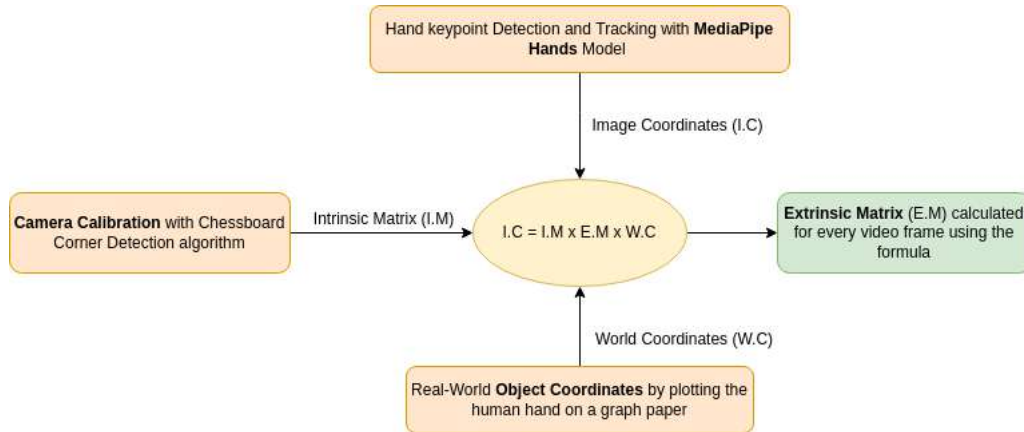 Hand keypoint Detection and Tracking with MediaPipe
Hands Model
Image Coordinates (I.C)
Camera Calibration with Chessboard
Corner Detection algorithm
Intrinsic Matrix (I.M)
I.C = I.M x E.M x W.C
Extrinsic Matrix (E.M) calculated
for every video frame using the
formula
World Coordinates (W.C)
Real-World Object Coordinates by plotting the
human hand on a graph paper